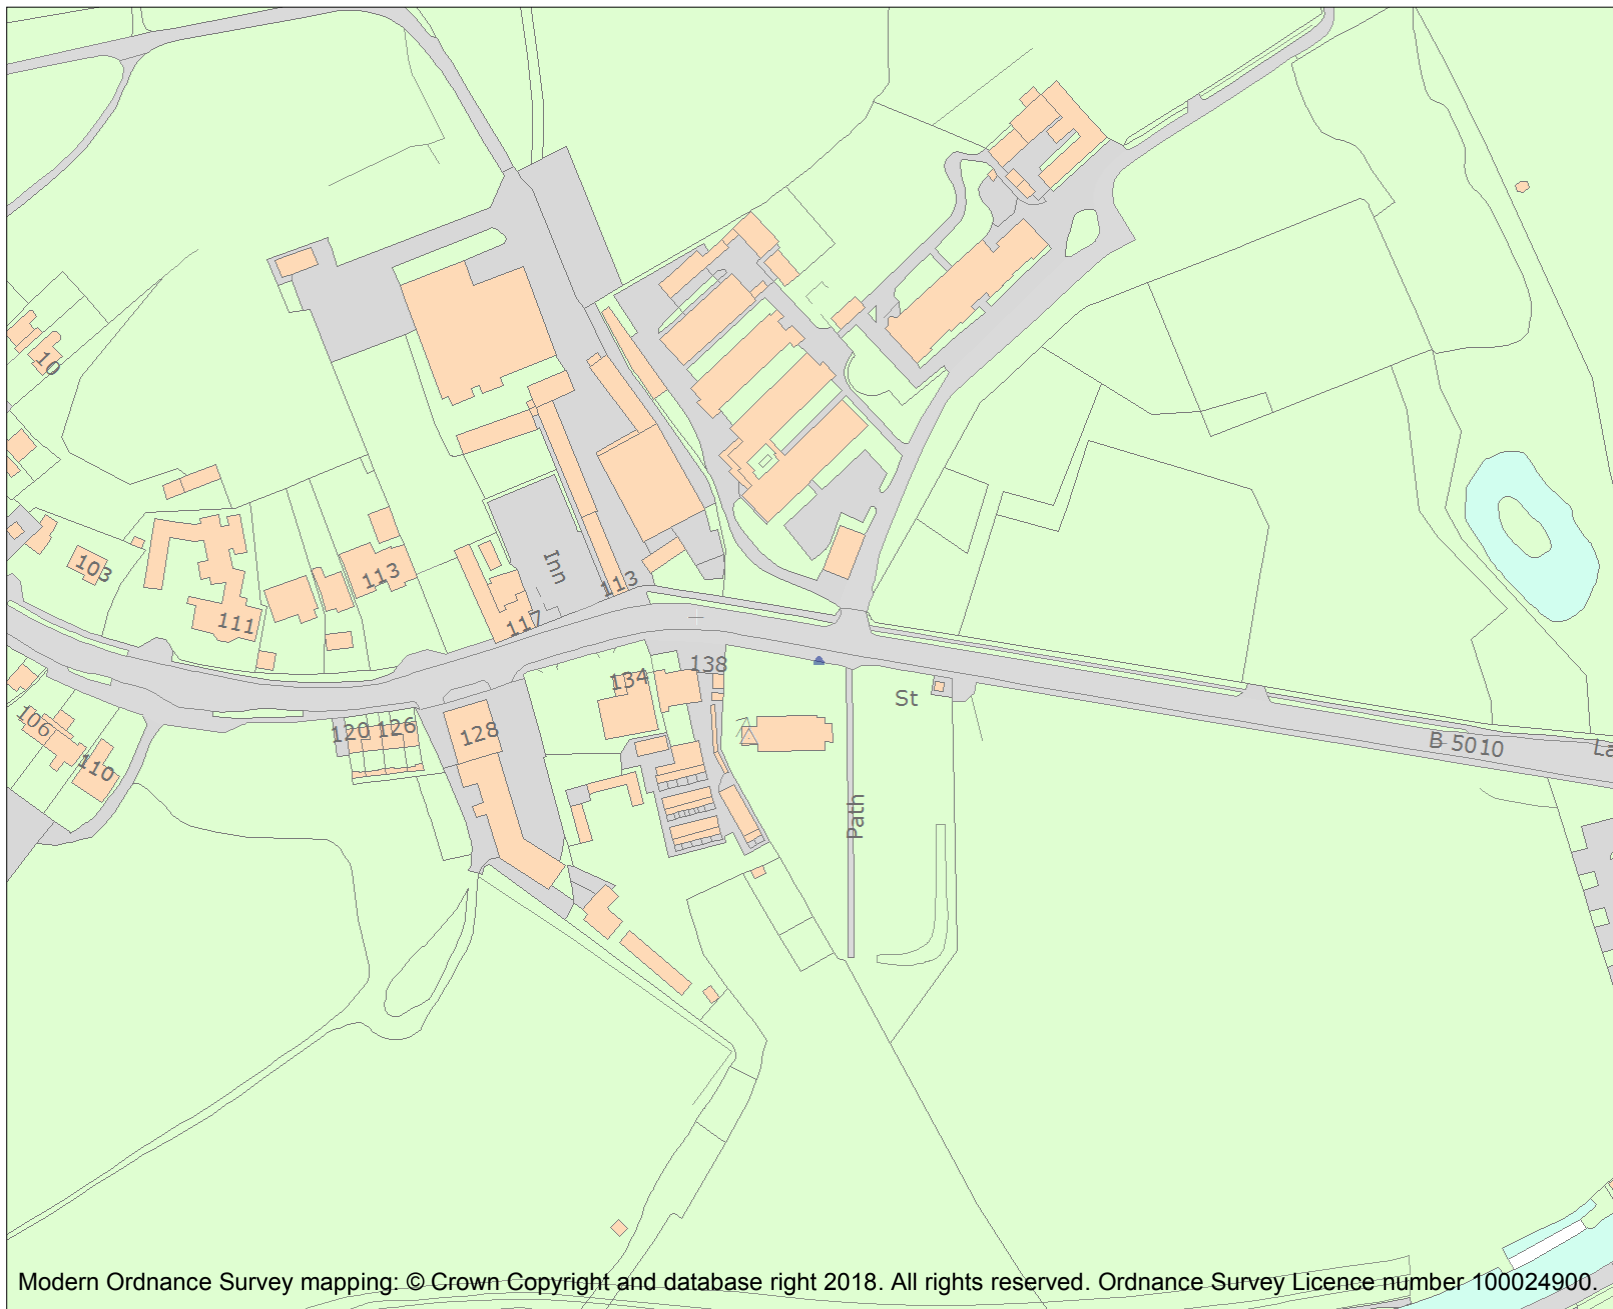 10
103
113
Inn
113
111
117
134
138
St
106
120
126
128
110
B 5010
La
Path
Modern Ordnance Survey mapping: © Crown Copyright and database right 2018. All rights reserved. Ordnance Survey Licence number 100024900.